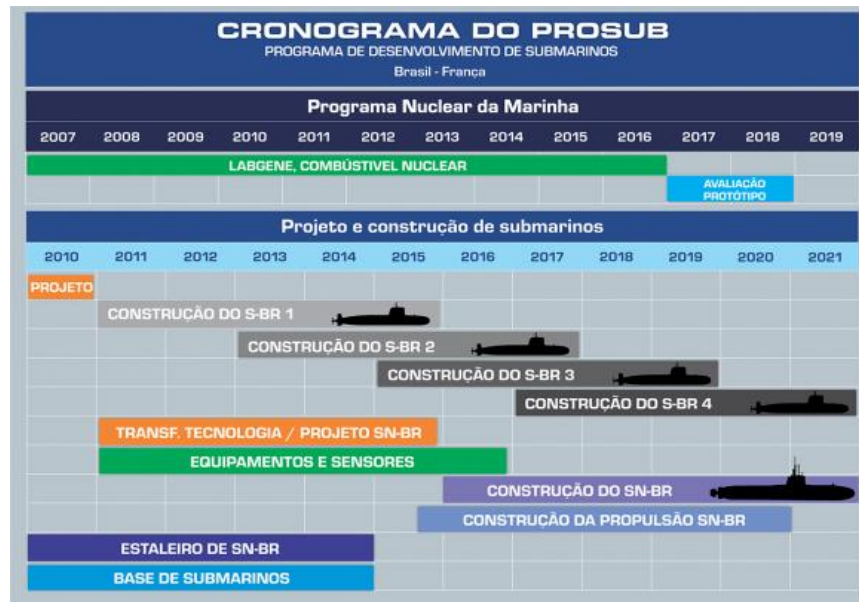 CRONOGRAMA DO PROSUB
PROGRAMA DE DESENVOLVIMENTO DE SUBMARINOS
Brasil - França
Programa Nuclear da Marinha
2007 2008 2009 2010 2011 2012 2013 2014 2015 2016 2017 2018 2019
LABGENE, COMBÚSTIVEL NUCLEAR
AVALIAÇÃO
PROTÓTIPO
Projeto e construção de submarinos
2010 2011 2012 2013 2014 2015 2016 2017 2018 2019 2020 2021
PROJETO
CONSTRUÇÃO DO S-BR 1
CONSTRUÇÃO DO S-BR 2
CONSTRUÇÃO DO S-BR 3
CONSTRUÇÃO DO S-BR 4
TRANSF. TECNOLOGIA / PROJETO SN-BR
EQUIPAMENTOS E SENSORES
CONSTRUÇÃO DO SN-BR
CONSTRUÇÃO DA PROPULSÃO SN-BR
ESTALEIRO DE SN-BR
BASE DE SUBMARINOS